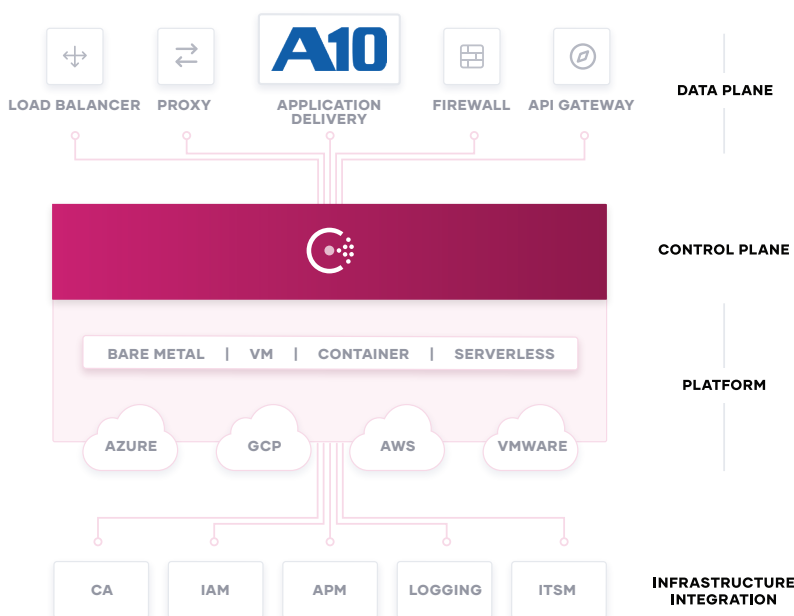 A10
LOAD BALANCER
PROXY
APPLICATION
DELIVERY
FIREWALL
API GATEWAY
DATA PLANE
CONTROL PLANE
BARE METAL | VM | CONTAINER | SERVERLESS
PLATFORM
AZURE
GCP
AWS
VMWARE
CA
IAM
APM
LOGGING
ITSM
INFRASTRUCTURE
INTEGRATION